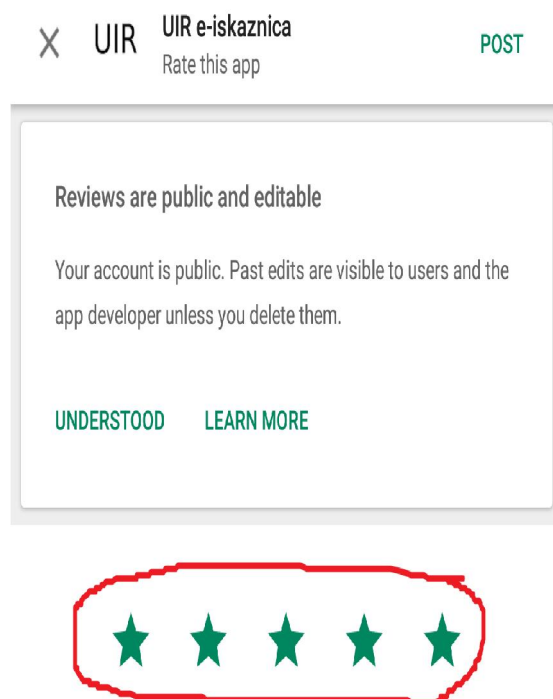 UIR
UIR e-iskaznica
Rate this app
POST
Reviews are public and editable
Your account is public. Past edits are visible to users and the
app developer unless you delete them.
UNDERSTOOD LEARN MORE